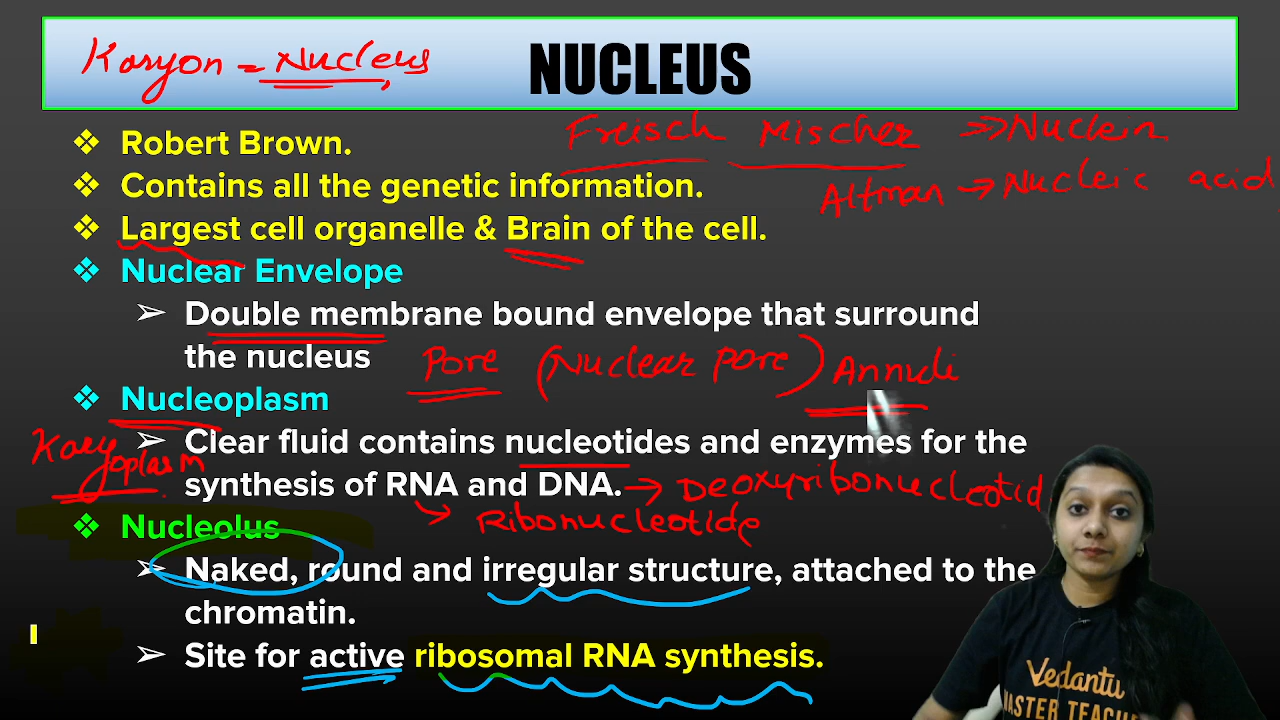 Karyon = Nucleus
NUCLEUS
❖ Robert Brown.
Freisch Mischer => Nuclein
❖ Contains all the genetic information.
Altman → Nucleic acid
❖ Largest cell organelle & Brain of the cell.
❖ Nuclear Envelope
➢ Double membrane bound envelope that surround
the nucleus
Pore (Nuclear pore) Annuli
❖ Nucleoplasm
Karyoplasm
➢ Clear fluid contains nucleotides and enzymes for the
synthesis of RNA and DNA. → Deoxyribonucleotid
↳ Ribonucleotide
❖ Nucleolus
➢ Naked, round and irregular structure, attached to the
chromatin.
➢ Site for active ribosomal RNA synthesis.
Vedantu
MASTER TEACHE